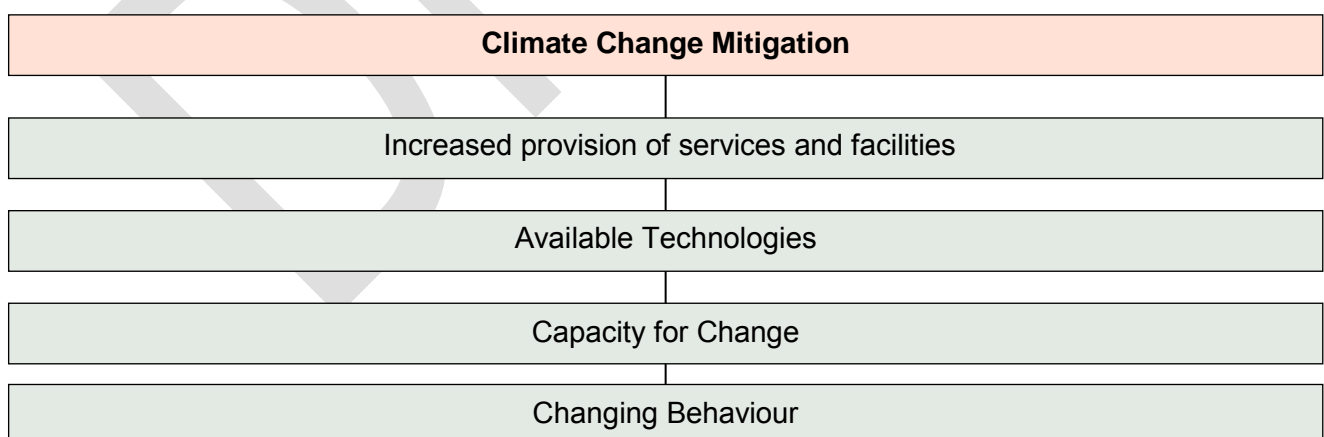 Climate Change Mitigation
Increased provision of services and facilities
Available Technologies
Capacity for Change
Changing Behaviour